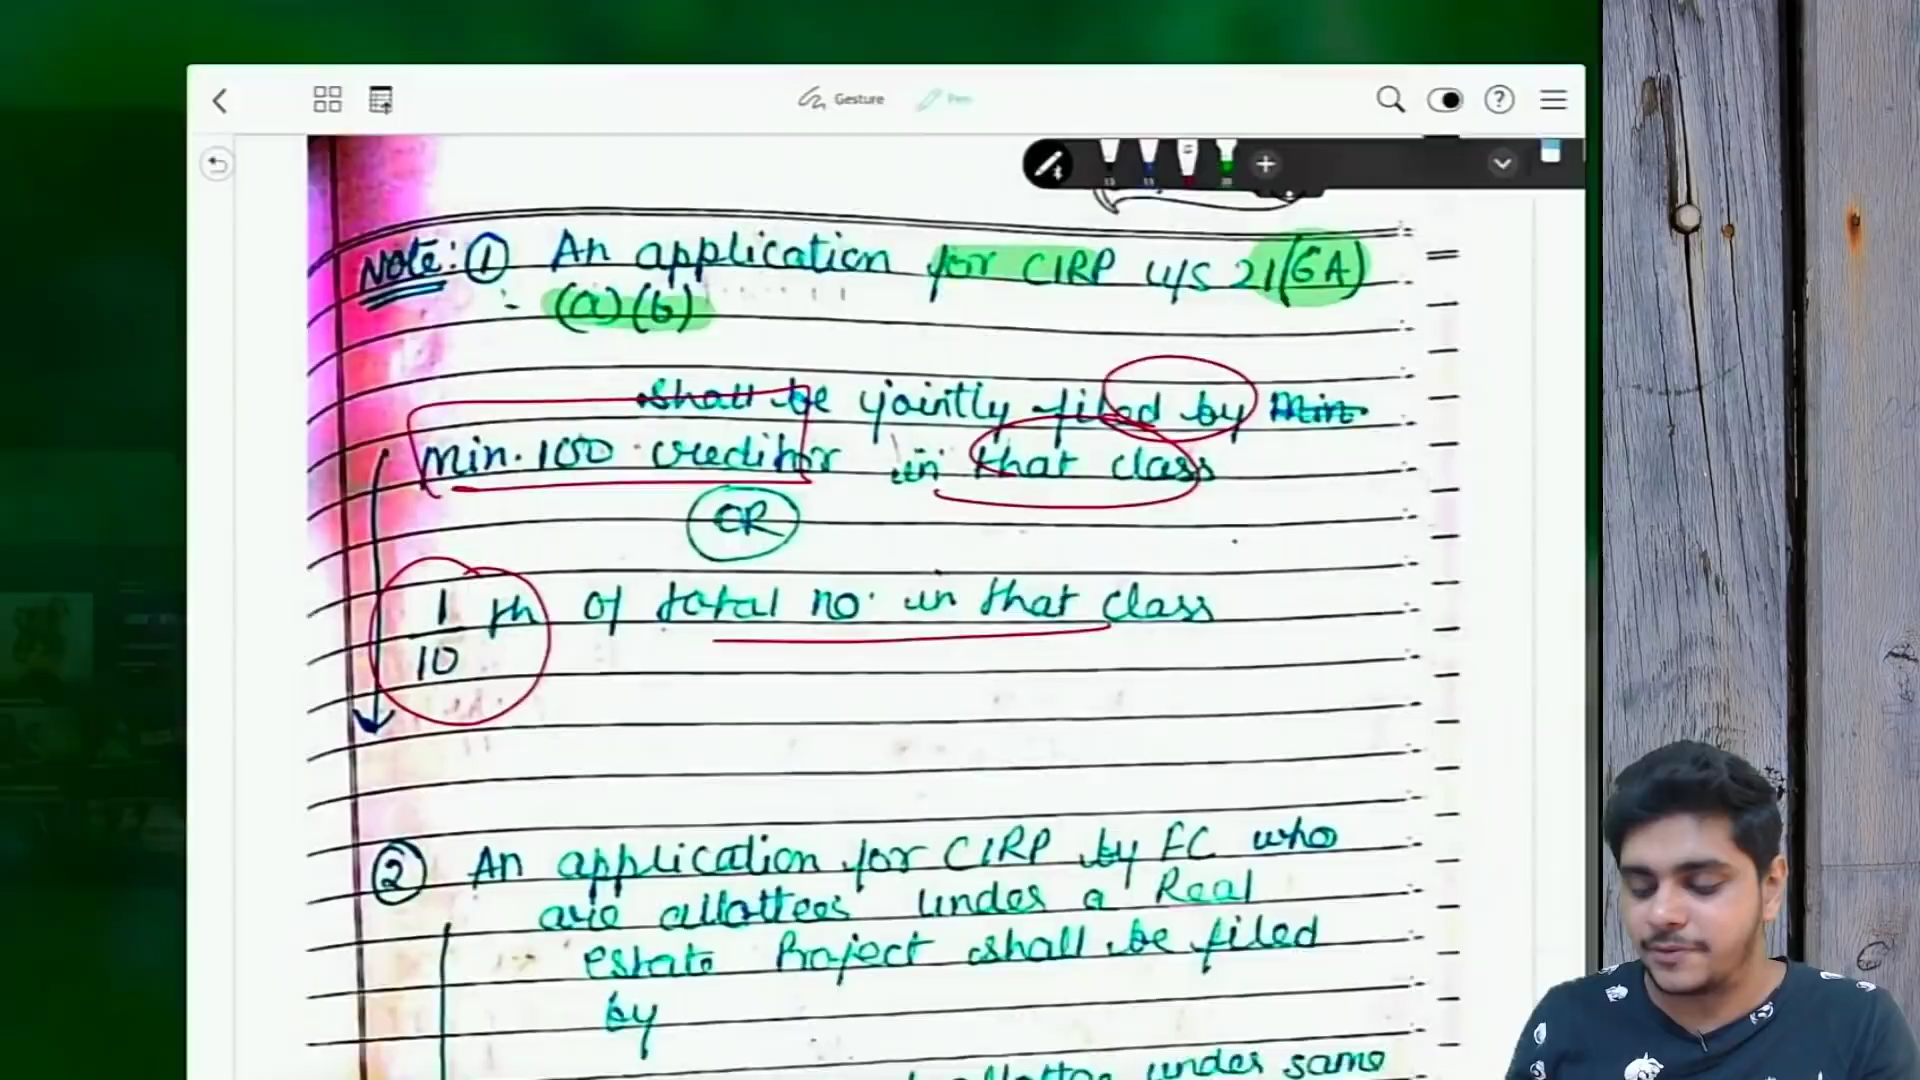 Gesture
Pen
Note: ① An application for CIRP u/s 21(6A)
(a)(b)
shall be jointly filed by Min.
min. 100 creditor in that class
OR
1/10 th of total no. in that class
② An application for CIRP by FC who
are allottees under a Real
estate Project shall be filed
by
under same